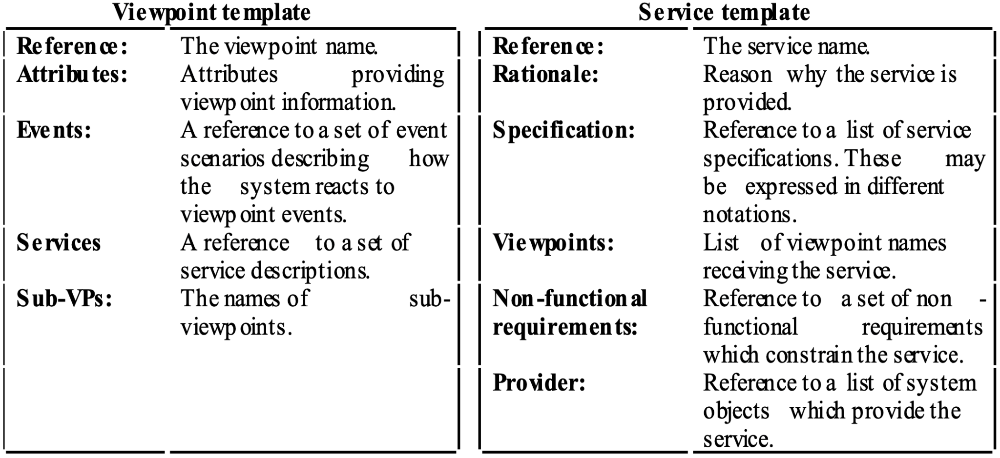 Viewpoint template
Reference: The viewpoint name.
Attributes: Attributes providing
viewpoint information.
Events: A reference to a set of event
scenarios describing how
the system reacts to
viewpoint events.
Services A reference to a set of
service descriptions.
Sub-VPs: The names of sub-
viewpoints.
Service template
Reference: The service name.
Rationale: Reason why the service is
provided.
Specification: Reference to a list of service
specifications. These may
be expressed in different
notations.
Viewpoints: List of viewpoint names
receiving the service.
Non-functional Reference to a set of non -
requirements: functional requirements
which constrain the service.
Provider: Reference to a list of system
objects which provide the
service.